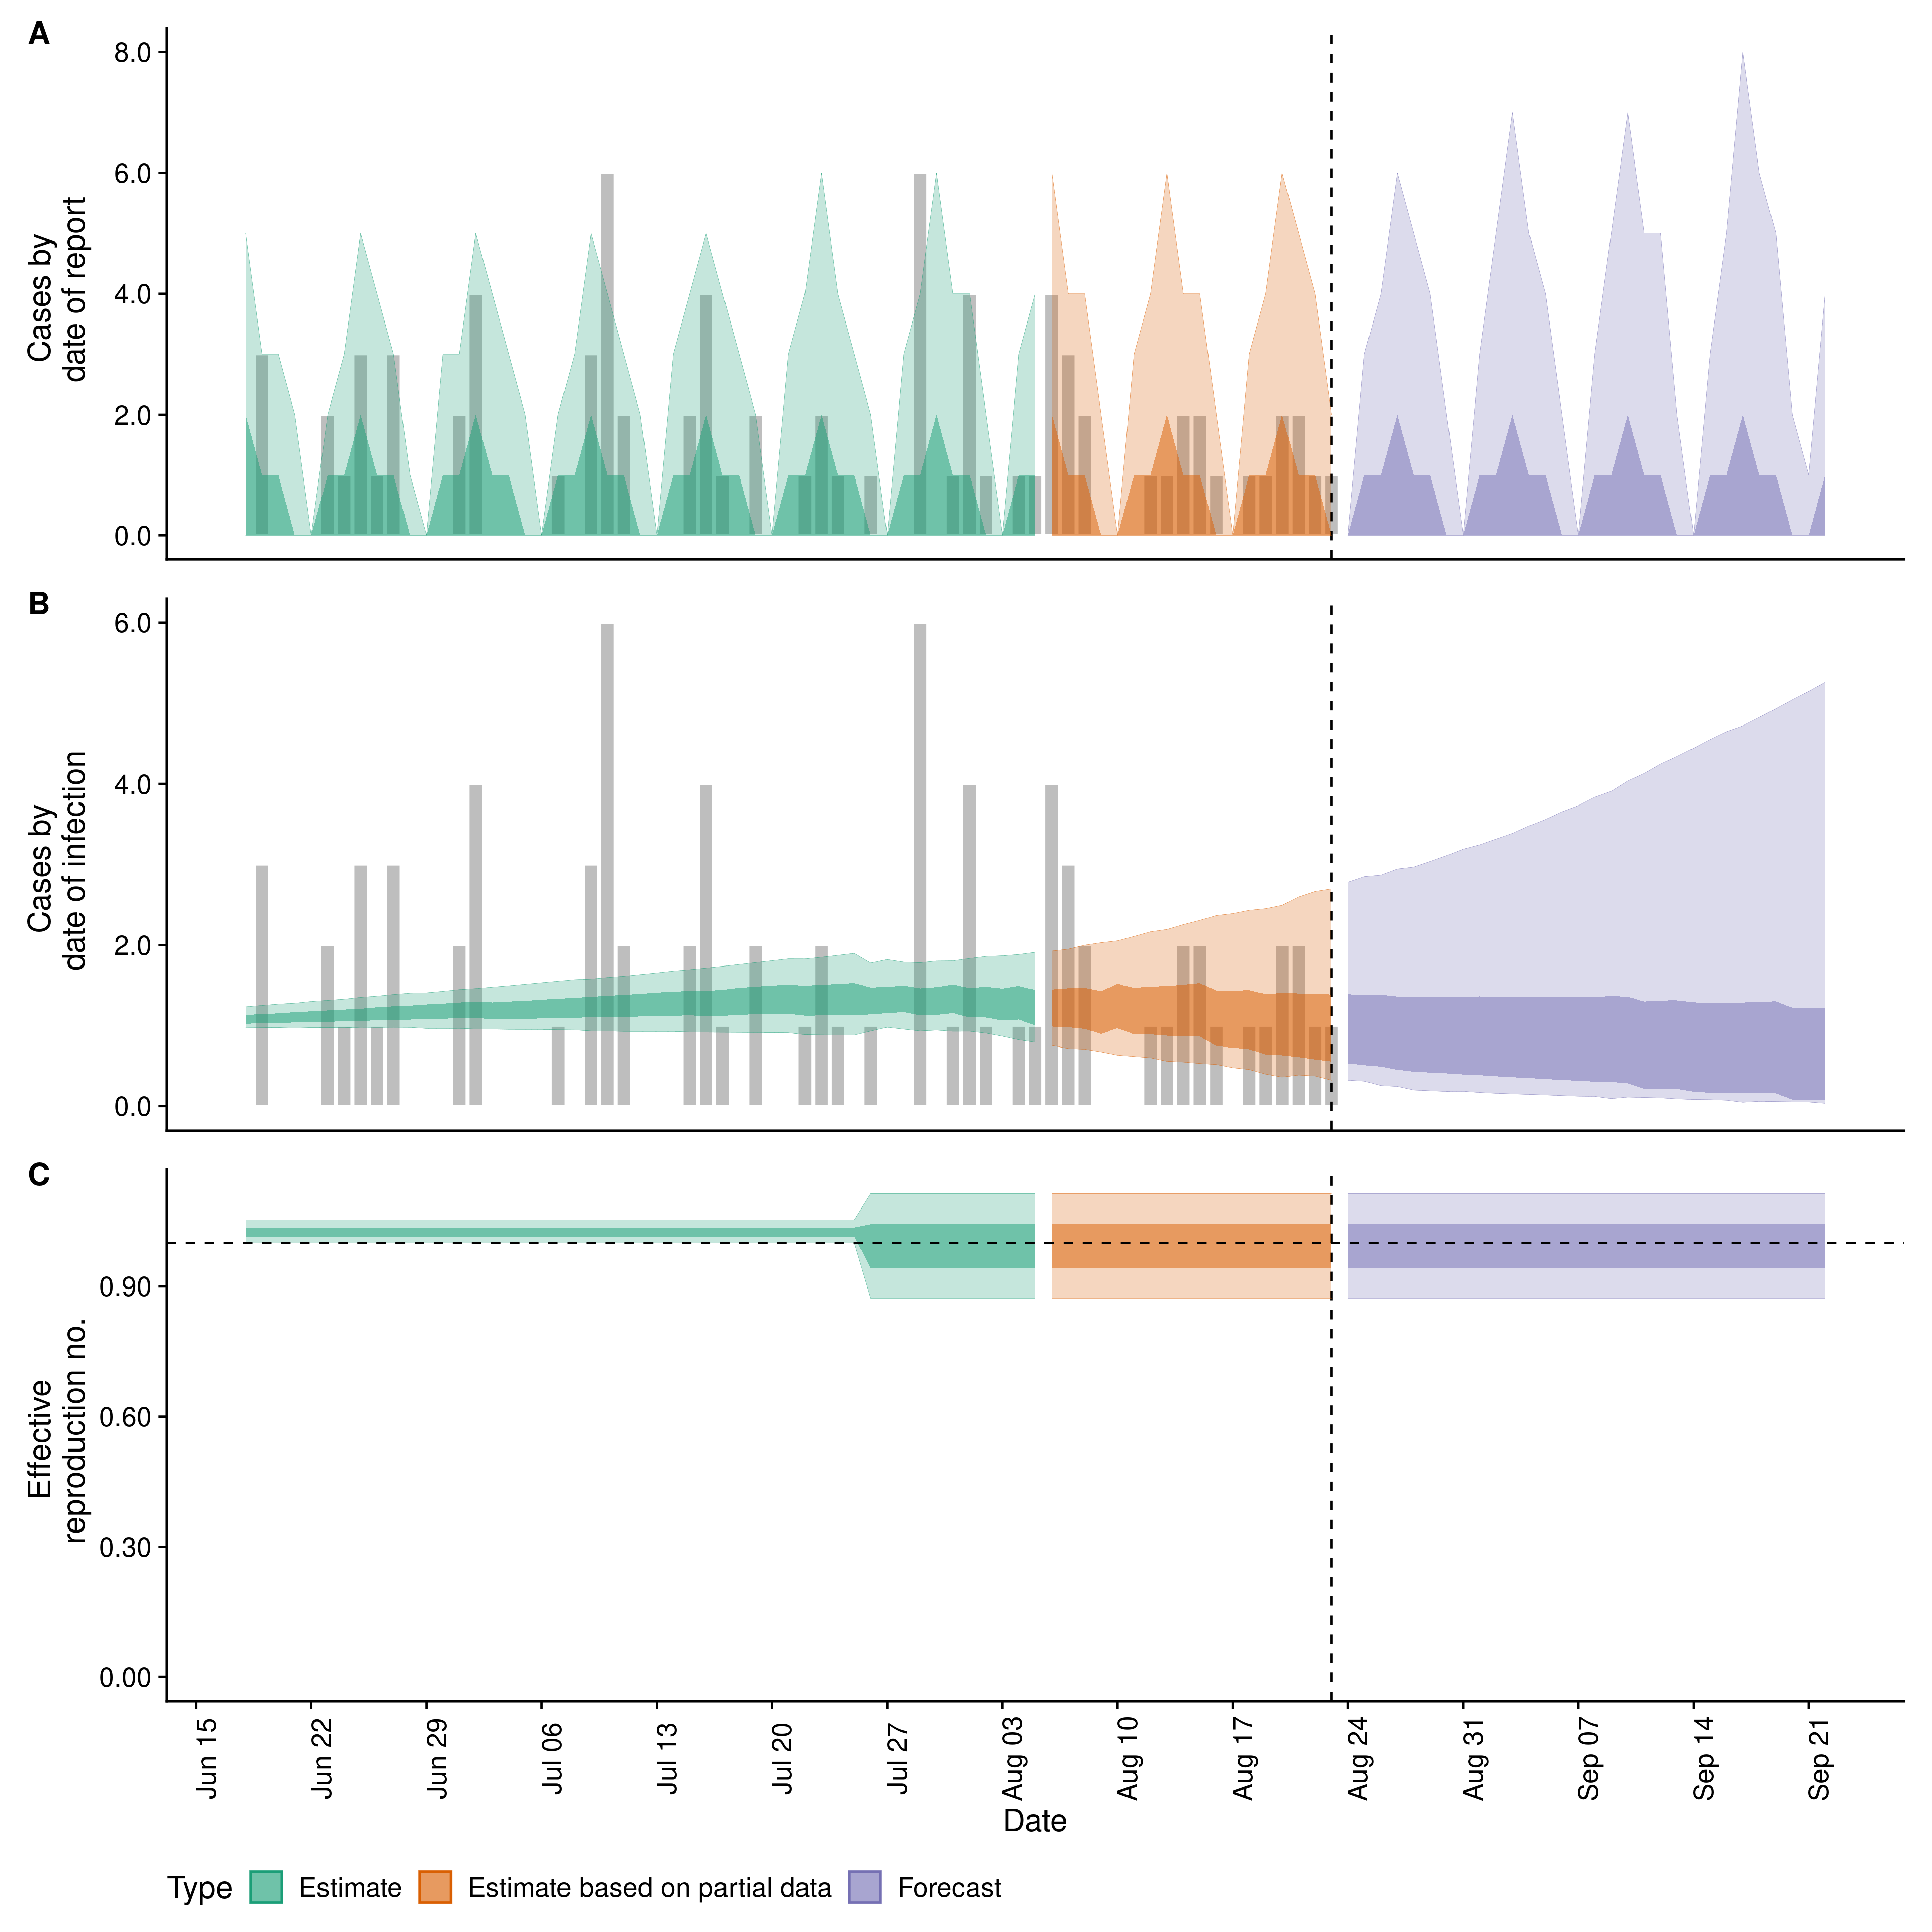 A
8.0
6.0
4.0
2.0
0.0
Cases by
date of report
B
6.0
4.0
2.0
0.0
Cases by
date of infection
C
0.90
0.60
0.30
0.00
Effective
reproduction no.
Jun 15
Jun 22
Jun 29
Jul 06
Jul 13
Jul 20
Jul 27
Aug 03
Aug 10
Aug 17
Aug 24
Aug 31
Sep 07
Sep 14
Sep 21
Date
Type Estimate Estimate based on partial data Forecast